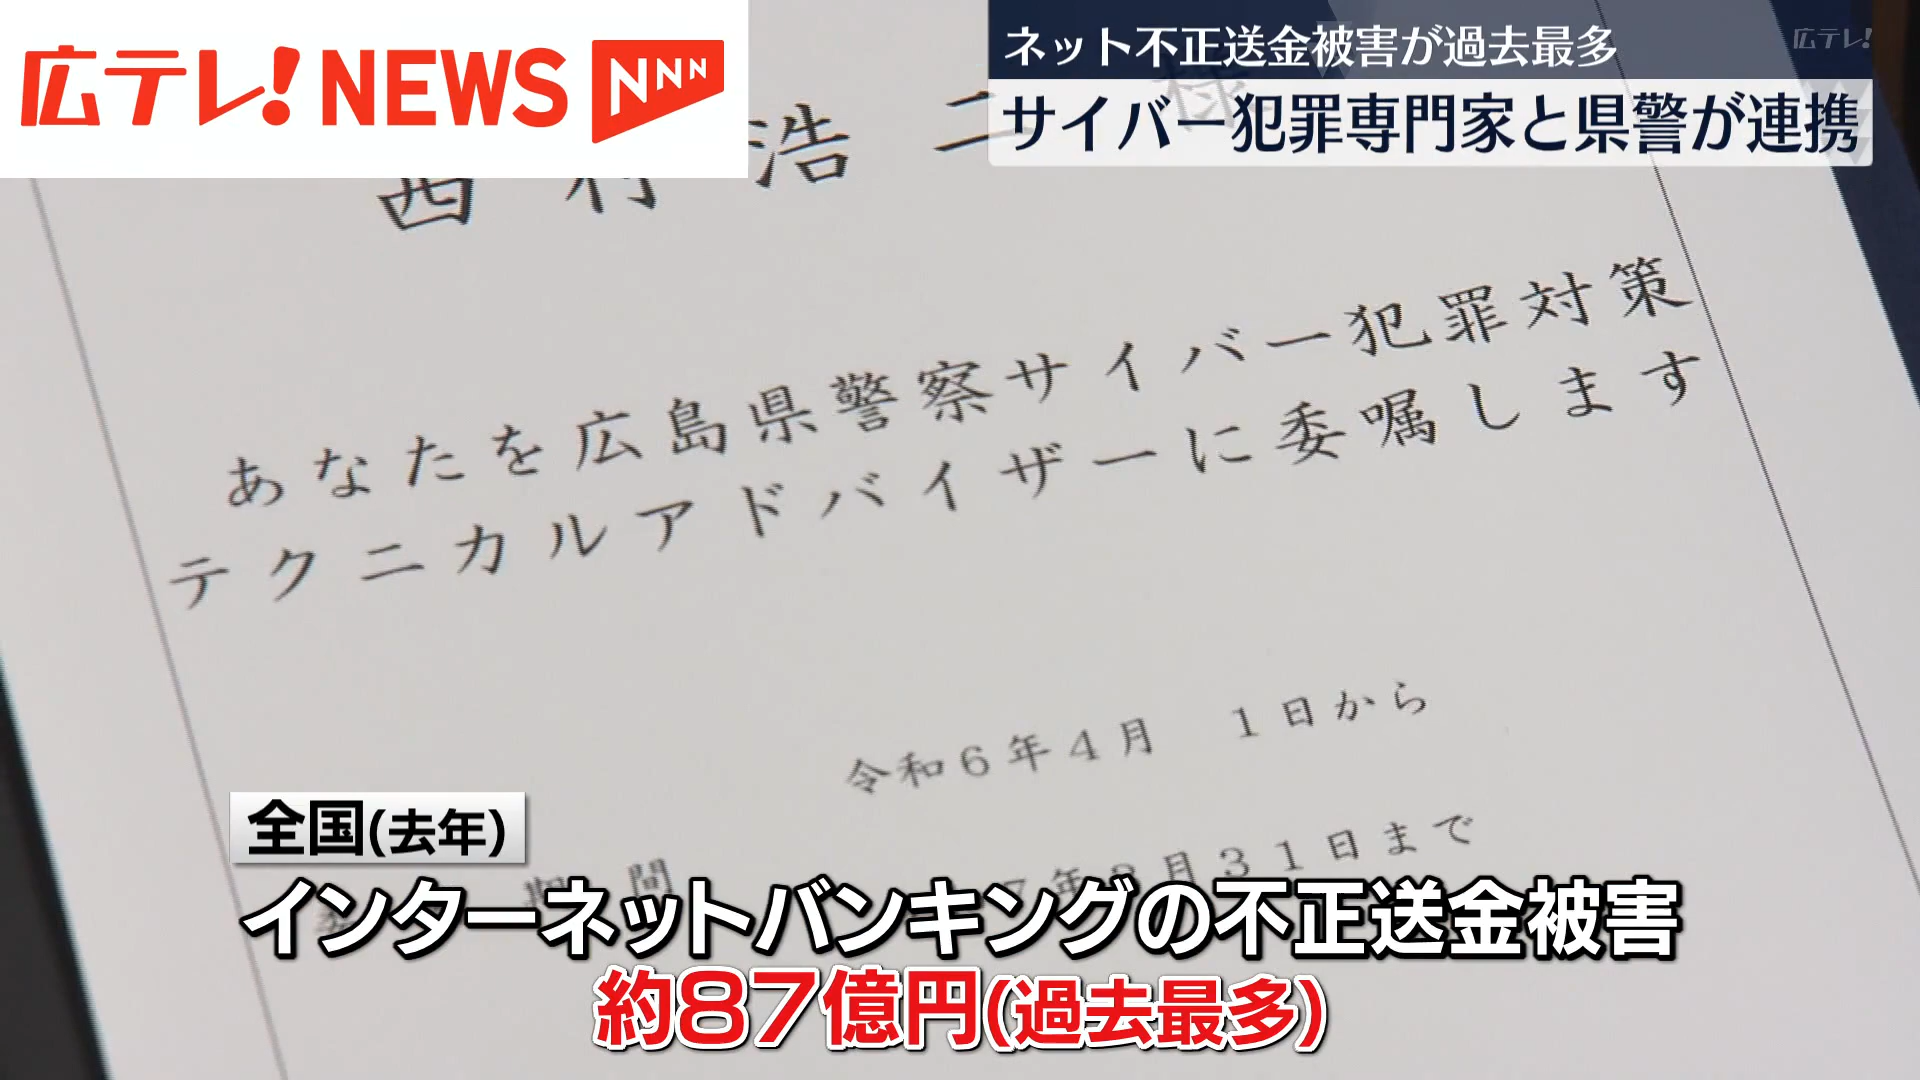 広テレ!NEWS NNN
ネット不正送金被害が過去最多
広テレ!
サイバー犯罪専門家と県警が連携
西村浩二 様
あなたを広島県警察サイバー犯罪対策
テクニカルアドバイザーに委嘱します
令和6年4月 1日から
期間 7年3月31日まで
全国(去年)
インターネットバンキングの不正送金被害
約87億円(過去最多)